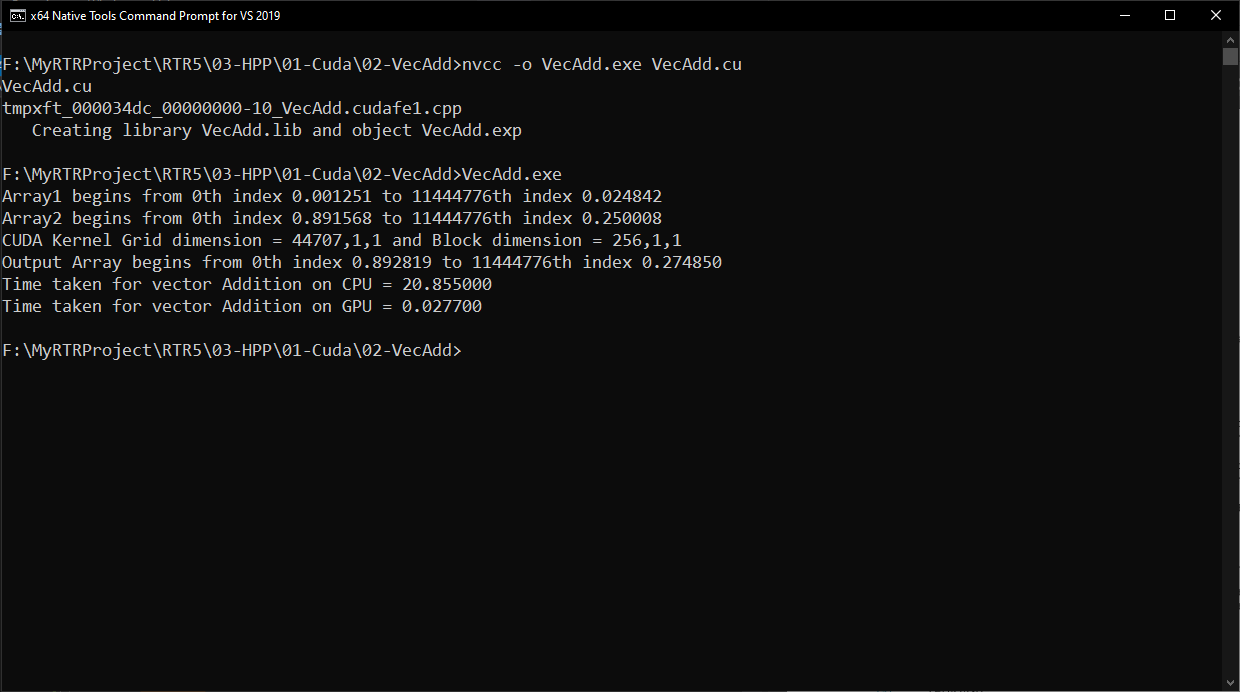 x64 Native Tools Command Prompt for VS 2019
F:\MyRTRProject\RTR5\03-HPP\01-Cuda\02-VecAdd>nvcc -o VecAdd.exe VecAdd.cu
VecAdd.cu
tmpxft_000034dc_00000000-10_VecAdd.cudafe1.cpp
   Creating library VecAdd.lib and object VecAdd.exp
F:\MyRTRProject\RTR5\03-HPP\01-Cuda\02-VecAdd>VecAdd.exe
Array1 begins from 0th index 0.001251 to 11444776th index 0.024842
Array2 begins from 0th index 0.891568 to 11444776th index 0.250008
CUDA Kernel Grid dimension = 44707,1,1 and Block dimension = 256,1,1
Output Array begins from 0th index 0.892819 to 11444776th index 0.274850
Time taken for vector Addition on CPU = 20.855000
Time taken for vector Addition on GPU = 0.027700
F:\MyRTRProject\RTR5\03-HPP\01-Cuda\02-VecAdd>